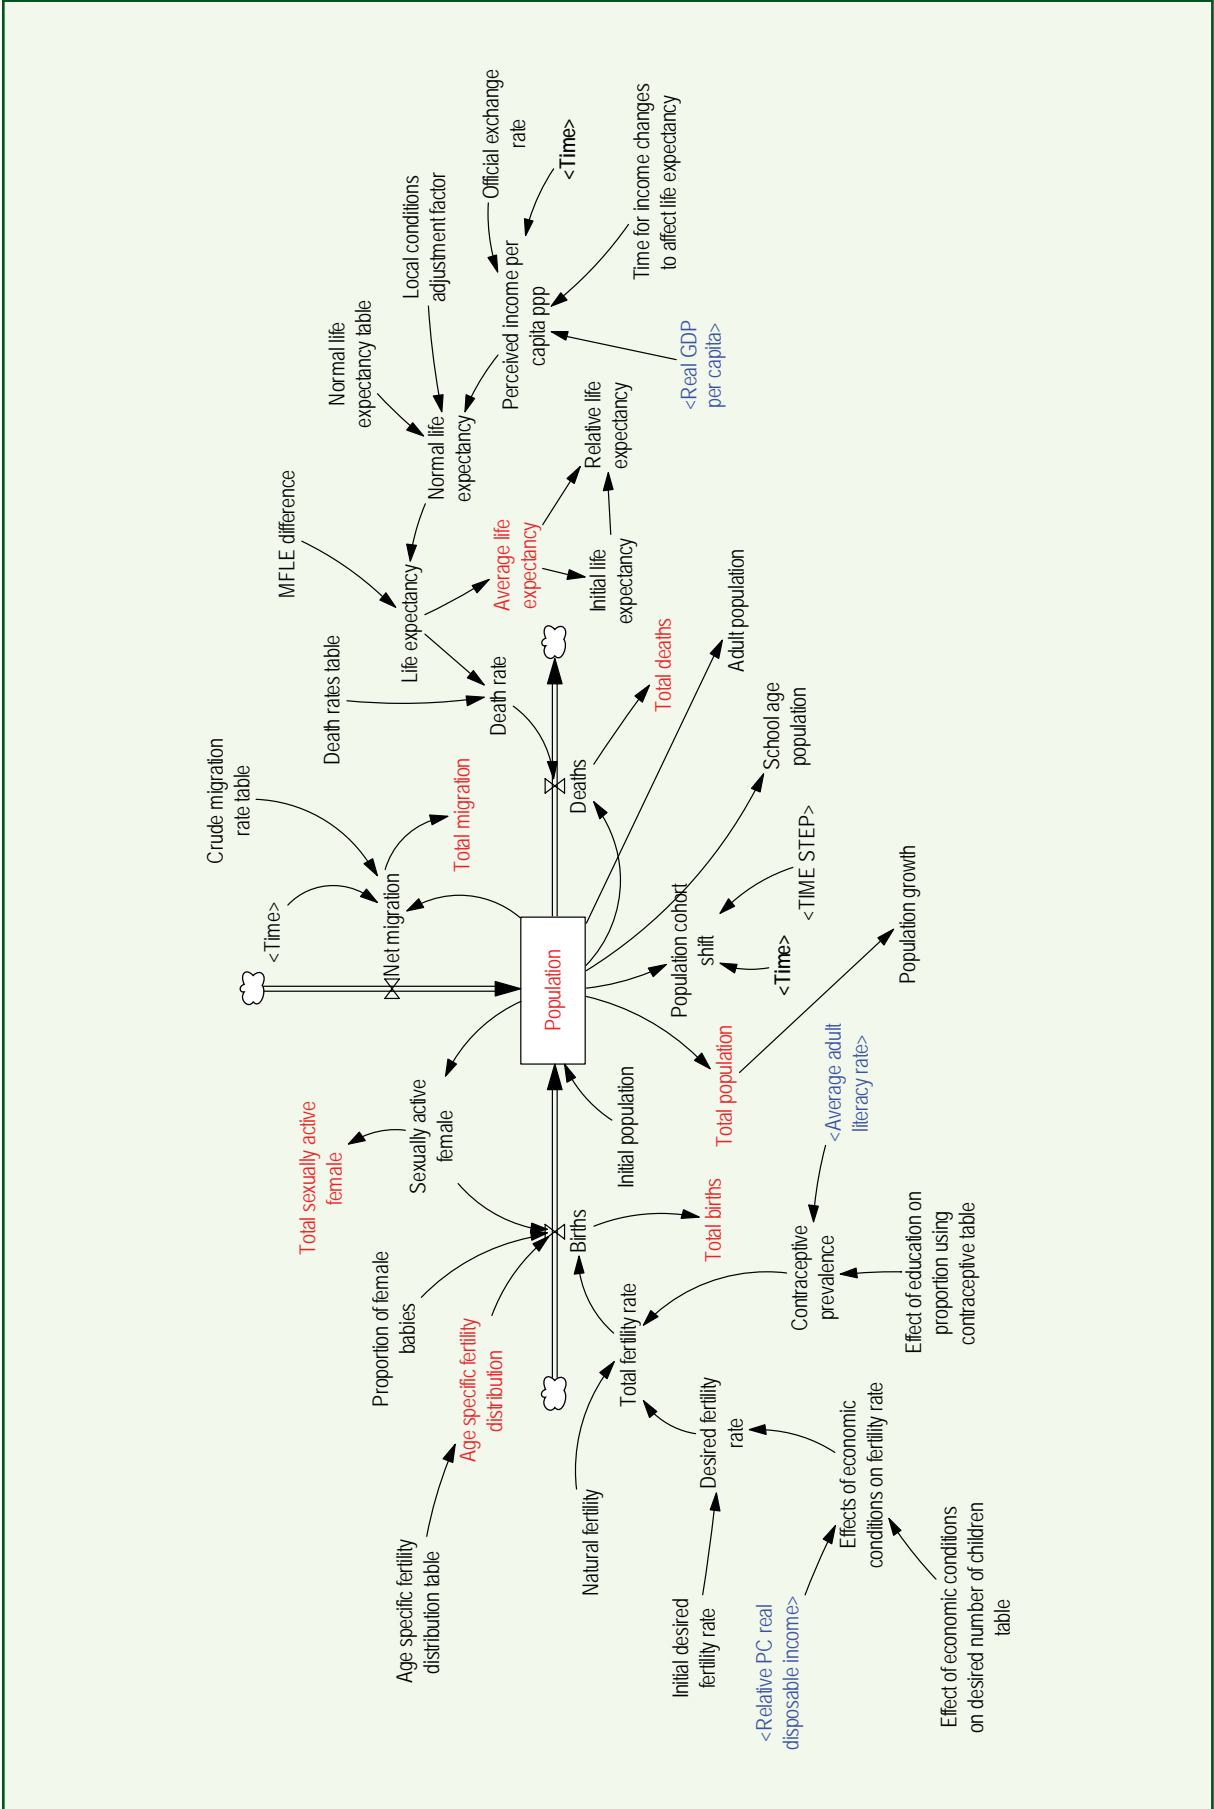 Crude migration
rate table
<Time>
Net migration
Total migration
Death rates table
MFLE difference
Normal life
expectancy table
Local conditions
adjustment factor
Official exchange
rate
<Time>
Perceived income per
capita ppp
Time for income changes
to affect life expectancy
<Real GDP
per capita>
Normal life
expectancy
Life expectancy
Average life
expectancy
Relative life
expectancy
Initial life
expectancy
Death rate
Deaths
Total deaths
Adult population
School age
population
Population cohort
shift
<TIME STEP>
<Time>
Population growth
Population
Total sexually active
female
Sexually active
female
Initial population
Total population
Proportion of female
babies
Births
Total births
Age specific fertility
distribution
Age specific fertility
distribution table
Natural fertility
Total fertility rate
<Average adult
literacy rate>
Contraceptive
prevalence
Effect of education on
proportion using
contraceptive table
Desired fertility
rate
Initial desired
fertility rate
Effects of economic
conditions on fertility rate
<Relative PC real
disposable income>
Effect of economic conditions
on desired number of children
table